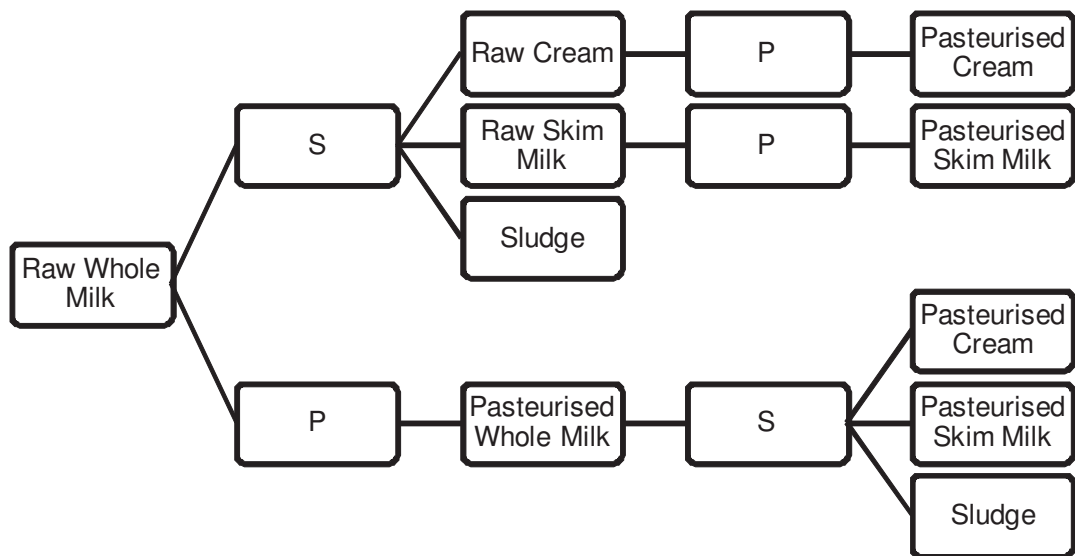 Raw Whole
Milk
S
Raw Cream
P
Pasteurised
Cream
Raw Skim
Milk
P
Pasteurised
Skim Milk
Sludge
P
Pasteurised
Whole Milk
S
Pasteurised
Cream
Pasteurised
Skim Milk
Sludge